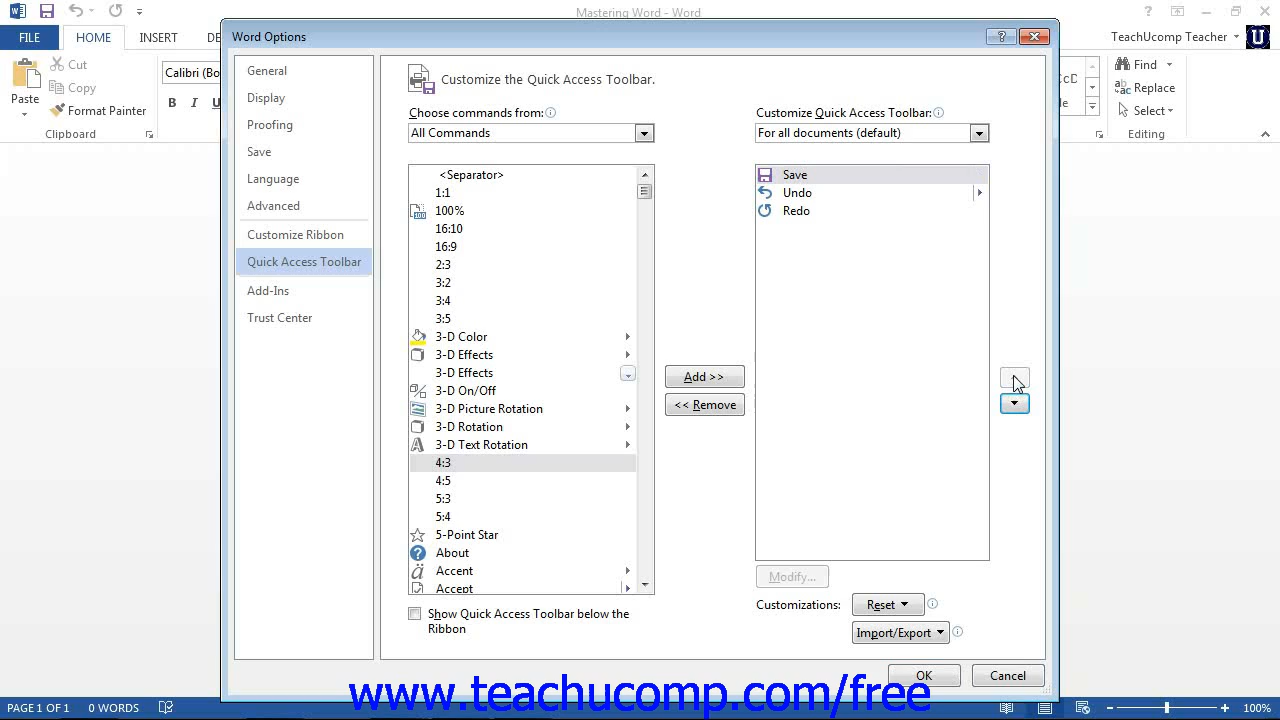 Mastering Word - Word
FILE
HOME
INSERT
DE
TeachUcomp Teacher
Paste
Cut
Copy
Format Painter
Clipboard
Calibri (Bo
B
I
U
Find
Replace
Select
Editing
Word Options
General
Display
Proofing
Save
Language
Advanced
Customize Ribbon
Quick Access Toolbar
Add-Ins
Trust Center
Customize the Quick Access Toolbar.
Choose commands from:
All Commands
<Separator>
1:1
100%
16:10
16:9
2:3
3:2
3:4
3:5
3-D Color
3-D Effects
3-D Effects
3-D On/Off
3-D Picture Rotation
3-D Rotation
3-D Text Rotation
4:3
4:5
5:3
5:4
5-Point Star
About
Accent
Accept
Show Quick Access Toolbar below the
Ribbon
Add >>
<< Remove
Customize Quick Access Toolbar:
For all documents (default)
Save
Undo
Redo
Modify...
Customizations:
Reset
Import/Export
OK
Cancel
www.teachucomp.com/free
PAGE 1 OF 1
0 WORDS
100%